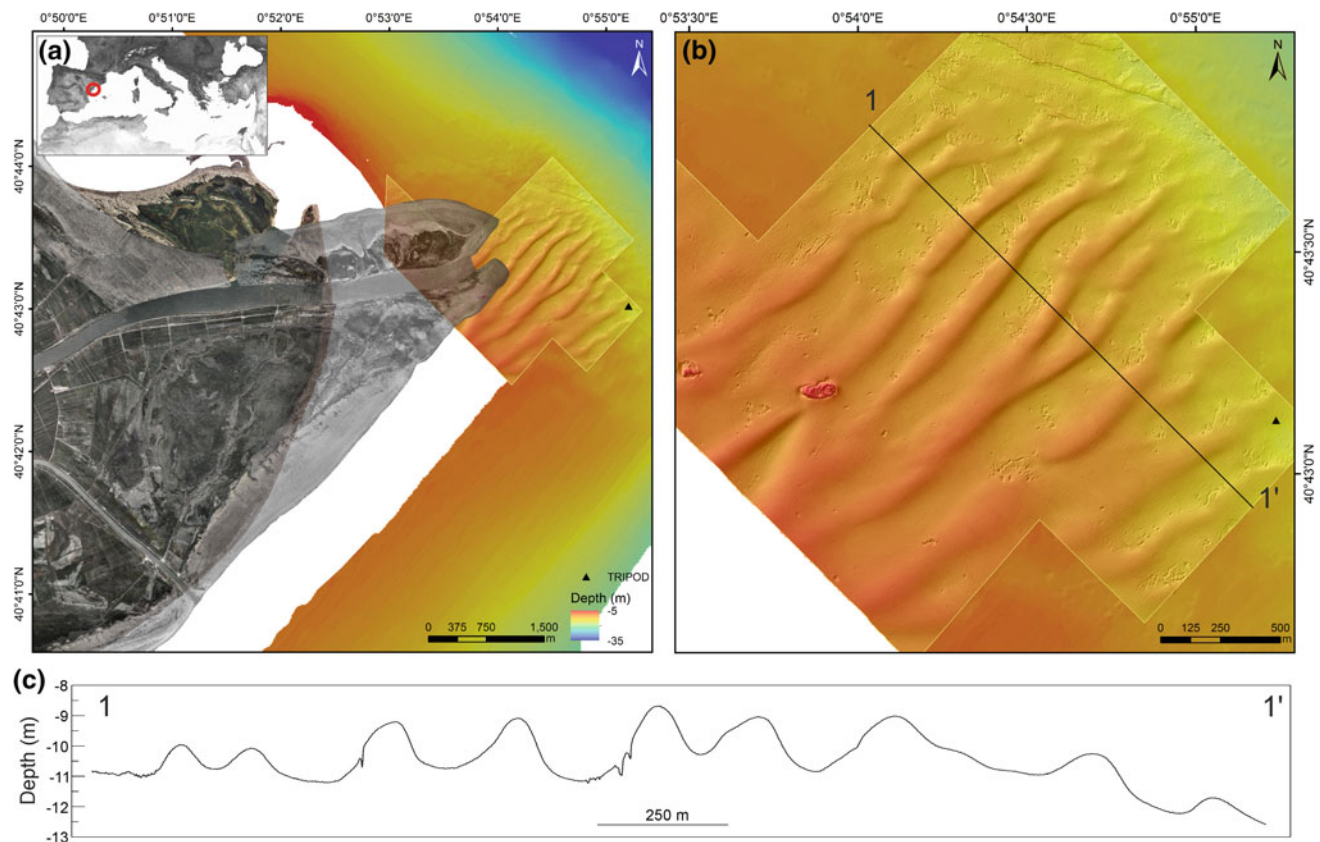 0°50'0"E 0°51'0"E 0°52'0"E 0°53'0"E 0°54'0"E 0°55'0"E
(a)
N
40°44'0"N
40°43'0"N
40°42'0"N
40°41'0"N
▲ TRIPOD
Depth (m)
-5
-35
0 375 750 1,500
m
0°53'30"E 0°54'0"E 0°54'30"E 0°55'0"E
(b)
N
1
1'
40°43'30"N
40°43'0"N
0 125 250 500
m
(c)
Depth (m)
-8
-9
-10
-11
-12
-13
1
1'
250 m